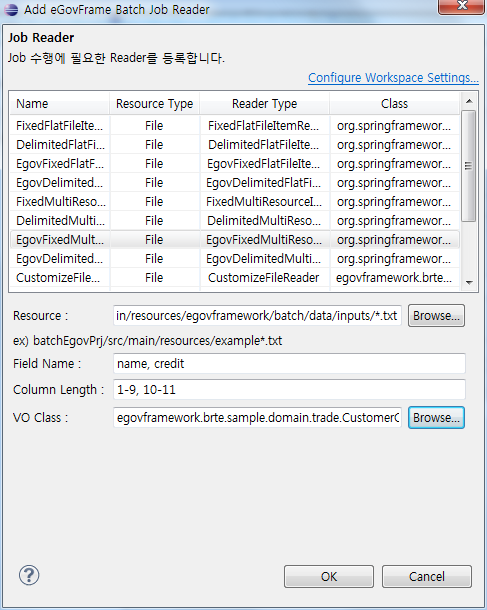 Add eGovFrame Batch Job Reader
Job Reader
Job 수행에 필요한 Reader를 등록합니다.
Configure Workspace Settings...
Name Resource Type Reader Type Class
FixedFlatFileIte... File FixedFlatFileItemRe... org.springframewor...
DelimitedFlatFi... File DelimitedFlatFileItem... org.springframewor...
EgovFixedFlatF... File EgovFixedFlatFileIte... org.springframewor...
EgovDelimited... File EgovDelimitedFlatFi... org.springframewor...
FixedMultiReso... File FixedMultiResourceI... org.springframewor...
DelimitedMulti... File DelimitedMultiResou... org.springframewor...
EgovFixedMult... File EgovFixedMultiReso... org.springframewor...
EgovDelimited... File EgovDelimitedMulti... org.springframewor...
CustomizeFile... File CustomizeFileReader egovframework.brte...
Resource : in/resources/egovframework/batch/data/inputs/*.txt Browse...
ex) batchEgovPrj/src/main/resources/example*.txt
Field Name : name, credit
Column Length : 1-9, 10-11
VO Class : egovframework.brte.sample.domain.trade.CustomerC Browse...
? OK Cancel